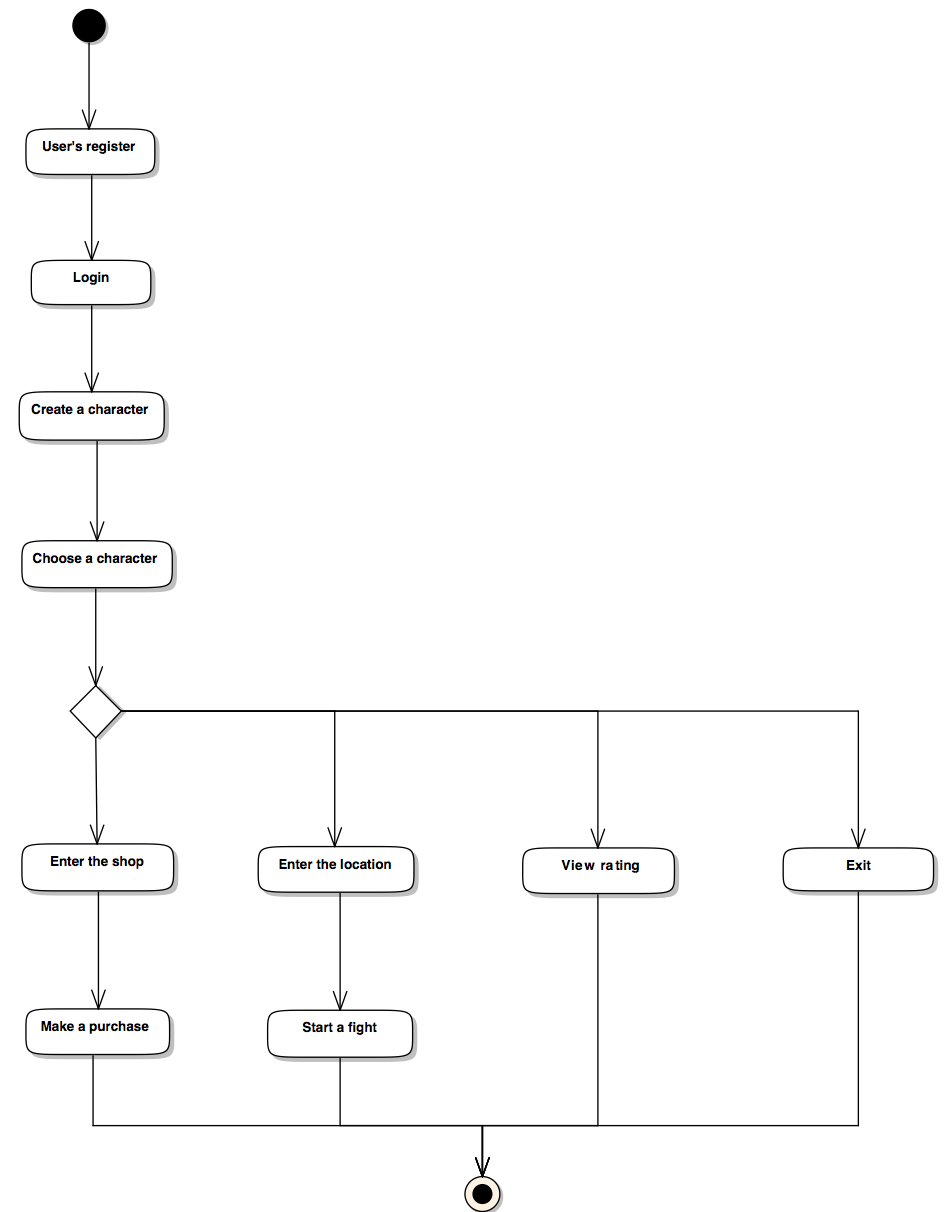 User's register
Login
Create a character
Choose a character
Enter the shop
Enter the location
View rating
Exit
Make a purchase
Start a fight